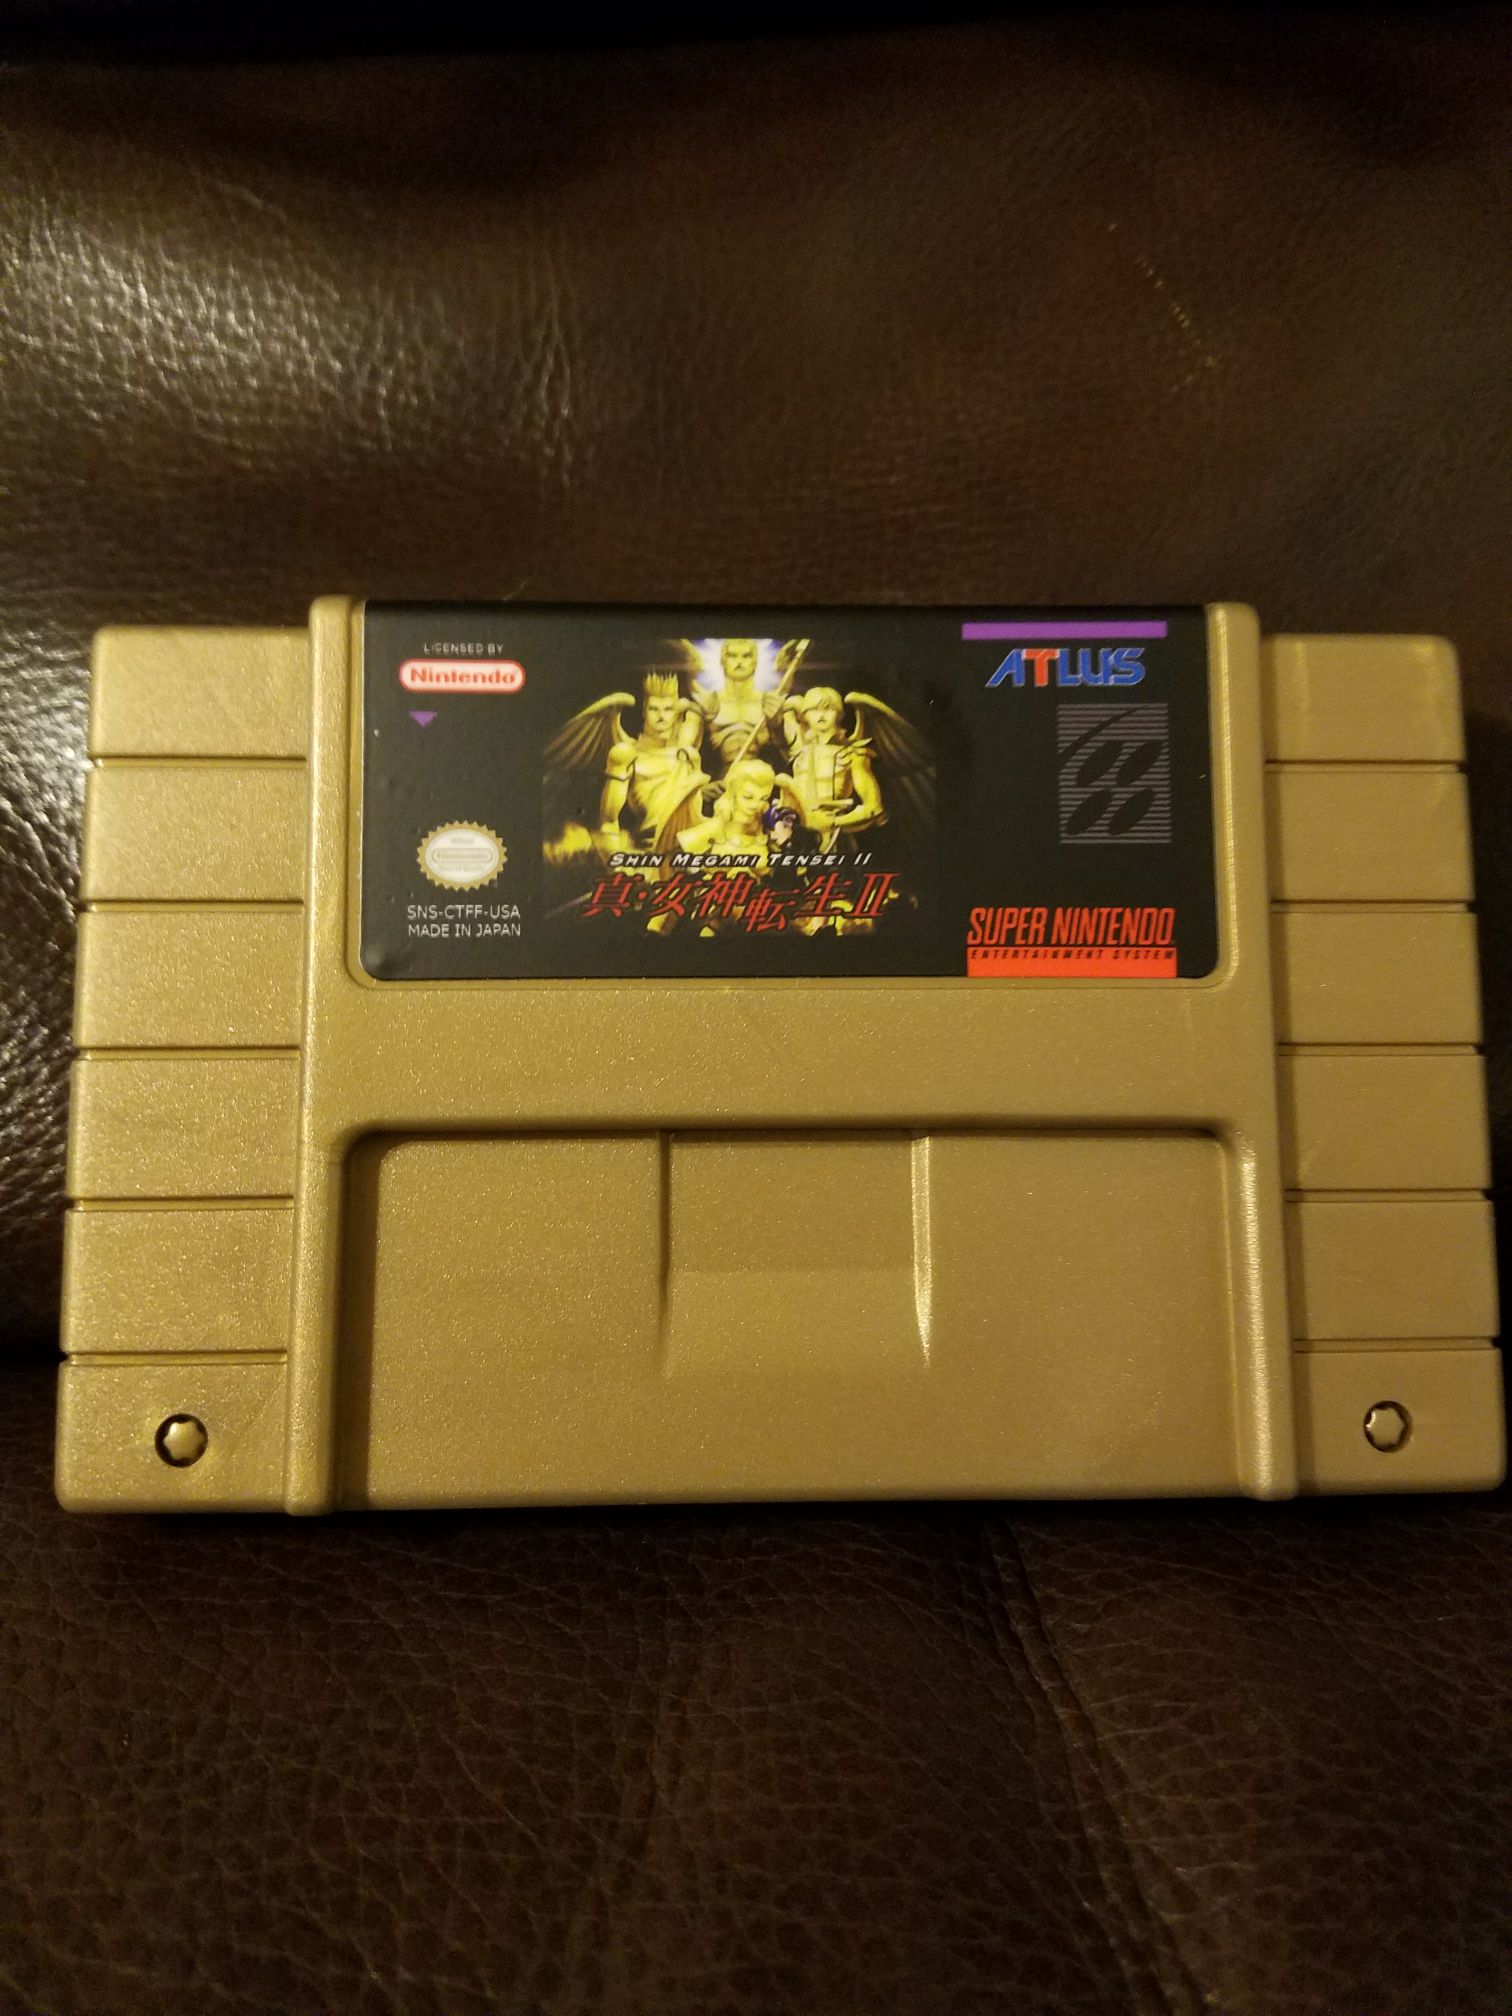 LICENSED BY
Nintendo
ATLUS
Nintendo
SHIN MEGAMI TENSEI II
真・女神転生II
SNS-CTFF-USA
MADE IN JAPAN
SUPER NINTENDO
ENTERTAINMENT SYSTEM